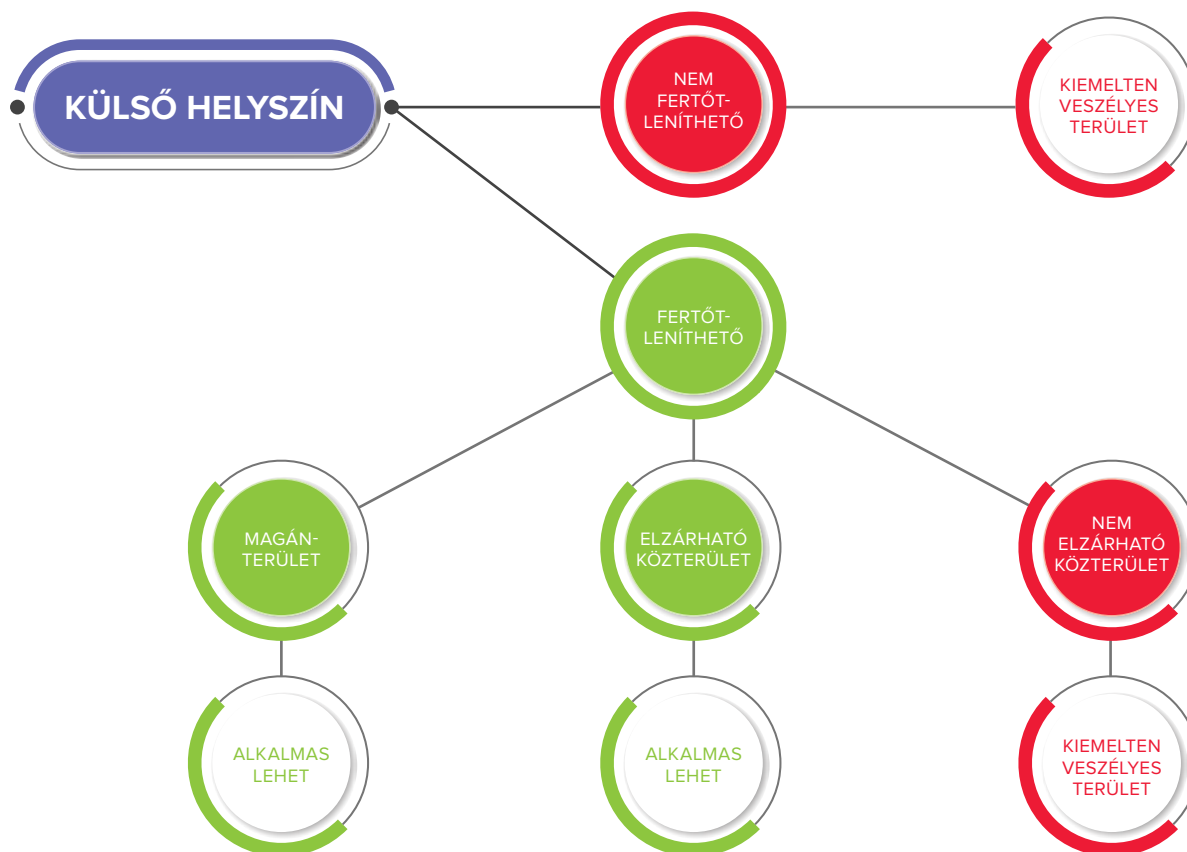 KÜLSŐ HELYSZÍN
NEM
FERTŐT-
LENÍTHETŐ
KIEMELTEN
VESZÉLYES
TERÜLET
FERTŐT-
LENÍTHETŐ
MAGÁN-
TERÜLET
ELZÁRHATÓ
KÖZTERÜLET
NEM
ELZÁRHATÓ
KÖZTERÜLET
ALKALMAS
LEHET
ALKALMAS
LEHET
KIEMELTEN
VESZÉLYES
TERÜLET